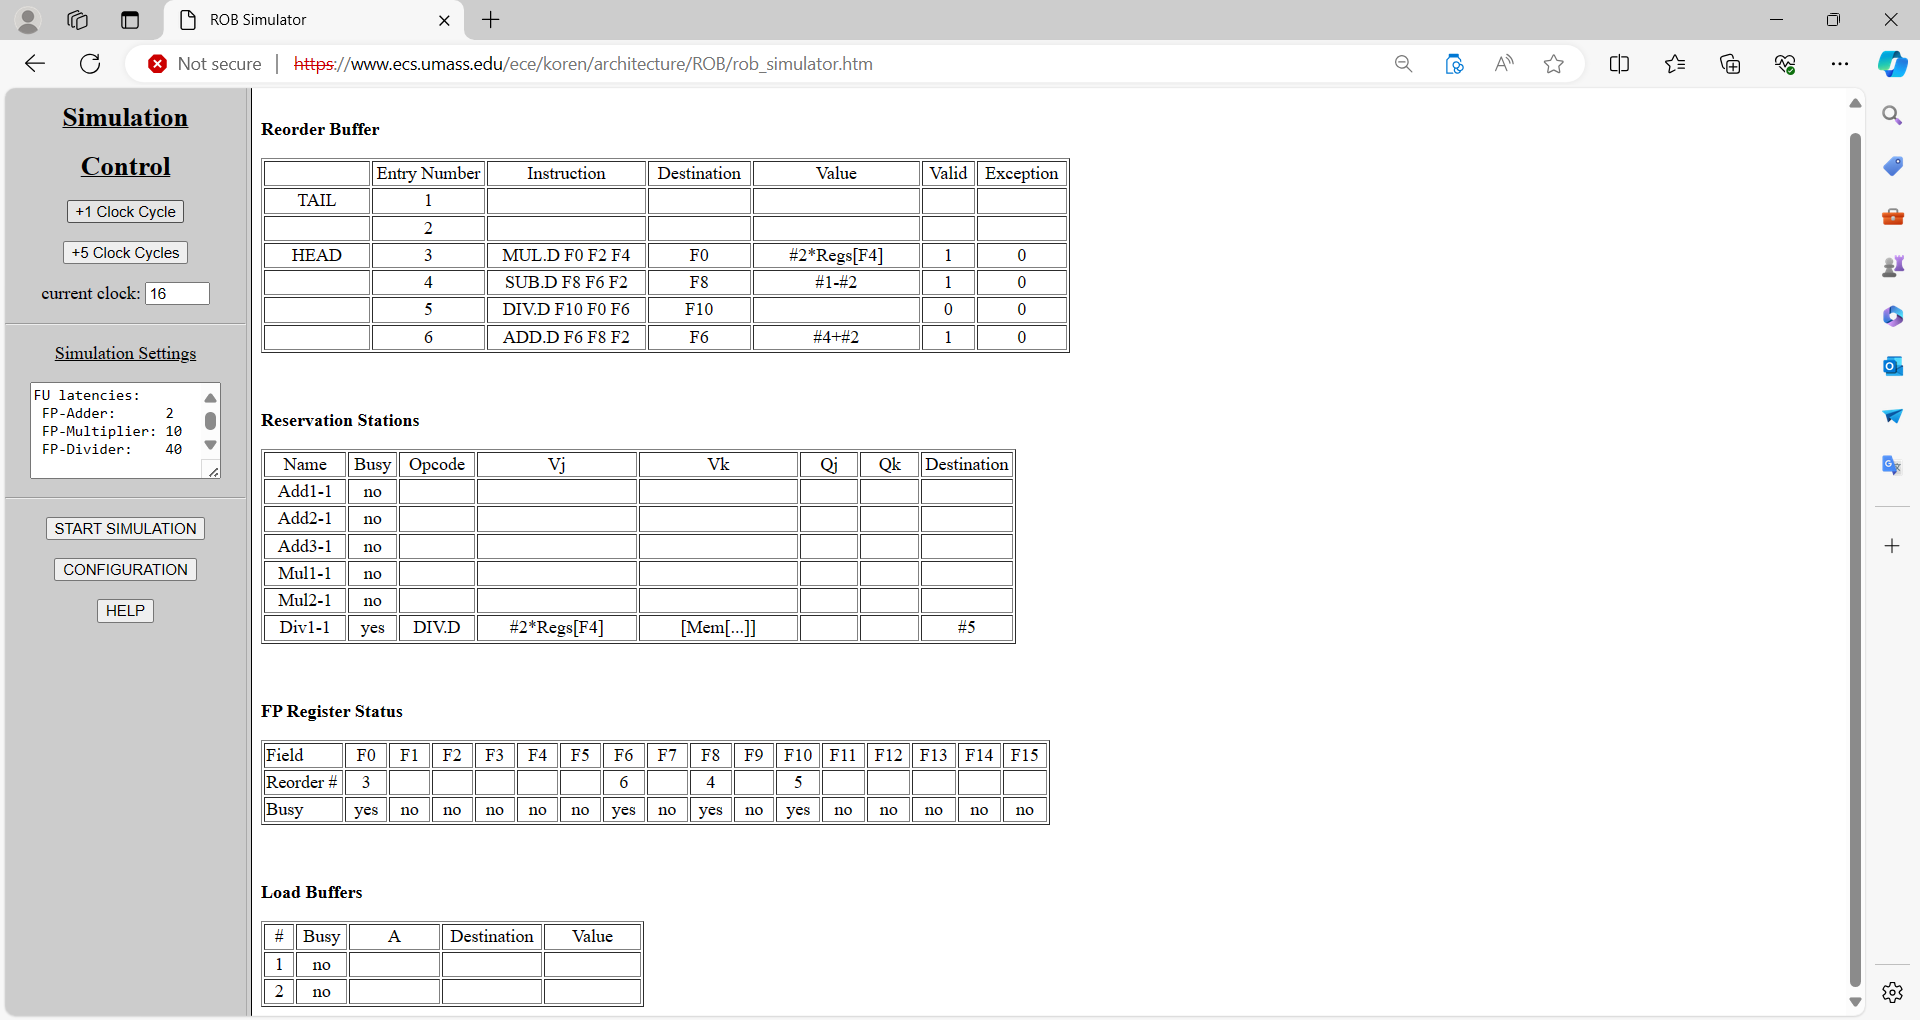 ROB Simulator
Not secure
https://www.ecs.umass.edu/ece/koren/architecture/ROB/rob_simulator.htm
Simulation
Control
+1 Clock Cycle
+5 Clock Cycles
current clock: 16
Simulation Settings
FU latencies:
FP-Adder: 2
FP-Multiplier: 10
FP-Divider: 40
START SIMULATION
CONFIGURATION
HELP
Reorder Buffer
Entry Number Instruction Destination Value Valid Exception
TAIL 1
2
HEAD 3 MUL.D F0 F2 F4 F0 #2*Regs[F4] 1 0
4 SUB.D F8 F6 F2 F8 #1-#2 1 0
5 DIV.D F10 F0 F6 F10 0 0
6 ADD.D F6 F8 F2 F6 #4+#2 1 0
Reservation Stations
Name Busy Opcode Vj Vk Qj Qk Destination
Add1-1 no
Add2-1 no
Add3-1 no
Mul1-1 no
Mul2-1 no
Div1-1 yes DIV.D #2*Regs[F4] [Mem[...]] #5
FP Register Status
Field F0 F1 F2 F3 F4 F5 F6 F7 F8 F9 F10 F11 F12 F13 F14 F15
Reorder # 3 6 4 5
Busy yes no no no no no yes no yes no yes no no no no no
Load Buffers
# Busy A Destination Value
1 no
2 no